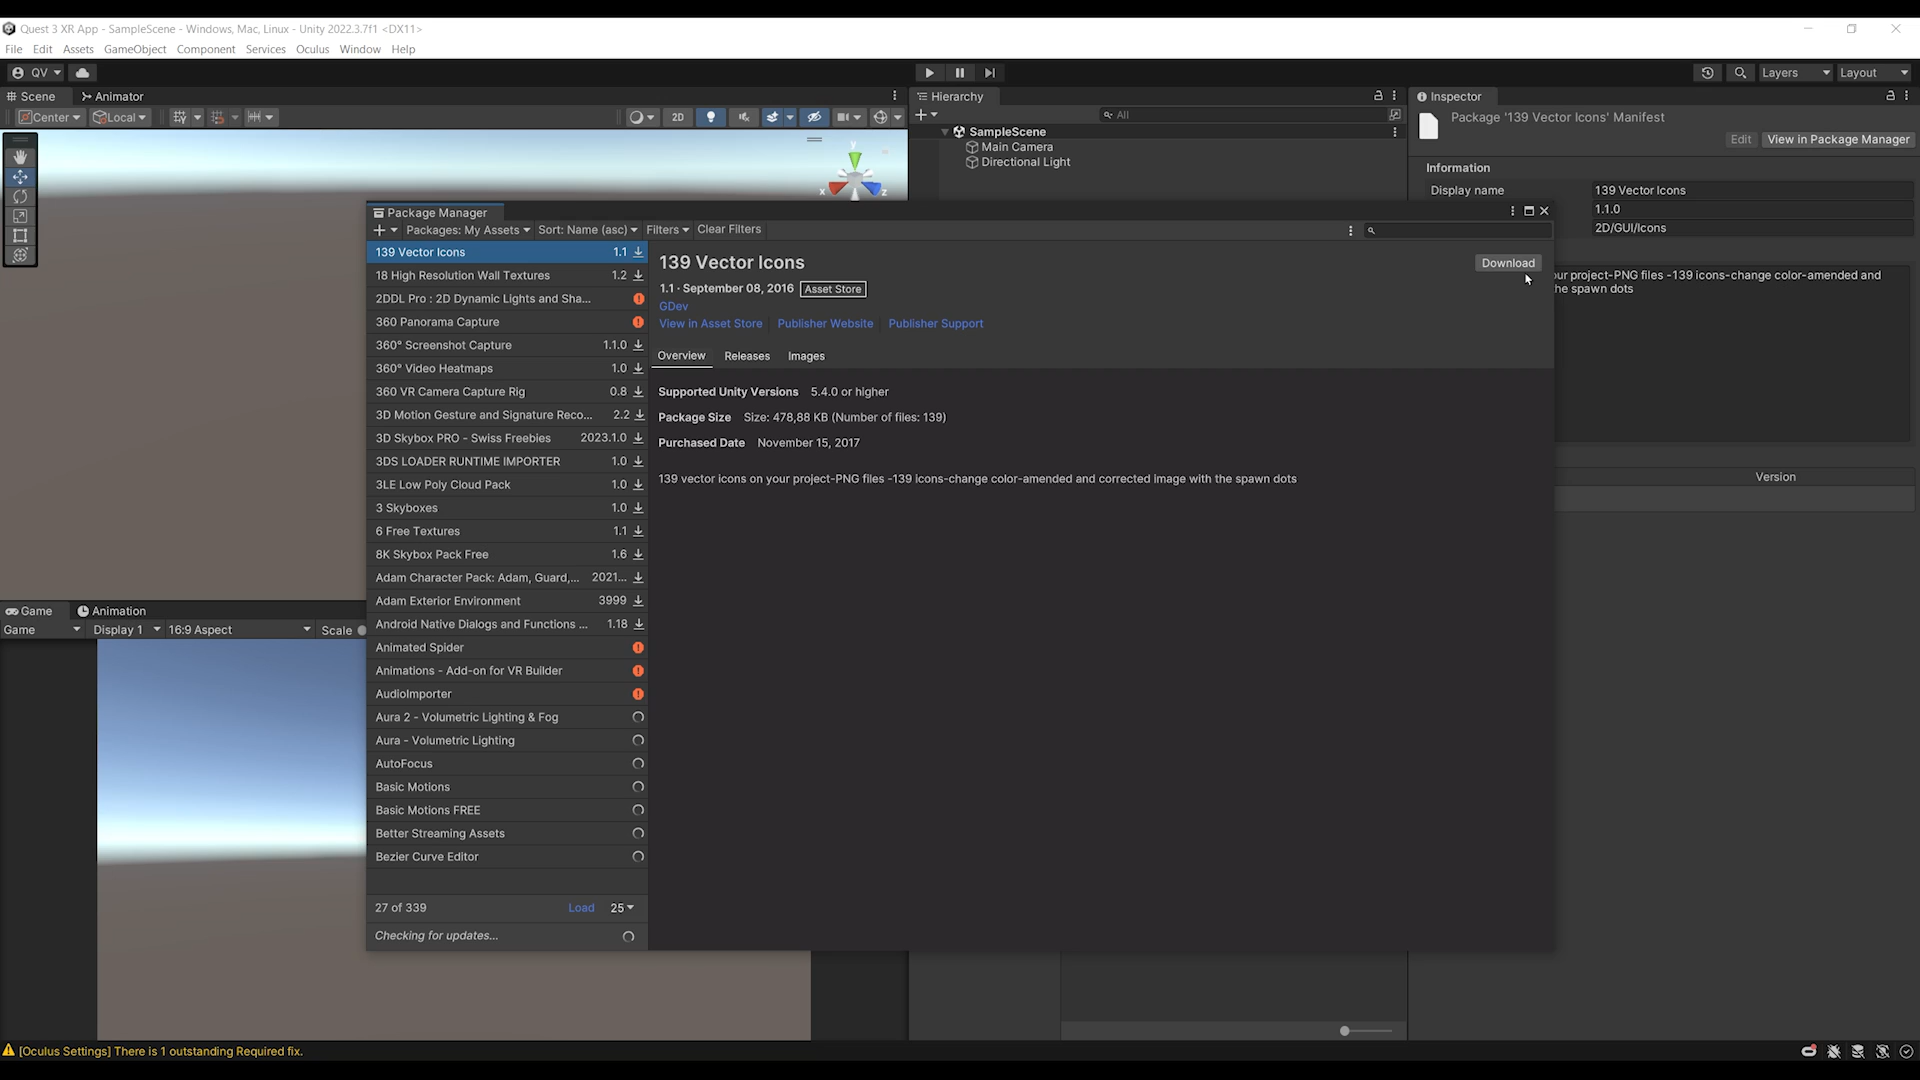 Quest 3 XR App - SampleScene - Windows, Mac, Linux - Unity 2022.3.7f1 <DX11>
File Edit Assets GameObject Component Services Oculus Window Help
QV
Layers Layout
Scene Animator
Center Local 2D
Hierarchy
All
SampleScene
Main Camera
Directional Light
Inspector
Package '139 Vector Icons' Manifest
Edit View in Package Manager
Information
Display name 139 Vector Icons
1.1.0
2D/GUI/Icons
our project-PNG files -139 icons-change color-amended and
he spawn dots
Version
Package Manager
Packages: My Assets Sort: Name (asc) Filters Clear Filters
139 Vector Icons 1.1
18 High Resolution Wall Textures 1.2
2DDL Pro : 2D Dynamic Lights and Sha...
360 Panorama Capture
360° Screenshot Capture 1.1.0
360° Video Heatmaps 1.0
360 VR Camera Capture Rig 0.8
3D Motion Gesture and Signature Reco... 2.2
3D Skybox PRO - Swiss Freebies 2023.1.0
3DS LOADER RUNTIME IMPORTER 1.0
3LE Low Poly Cloud Pack 1.0
3 Skyboxes 1.0
6 Free Textures 1.1
8K Skybox Pack Free 1.6
Adam Character Pack: Adam, Guard,... 2021...
Adam Exterior Environment 3999
Android Native Dialogs and Functions ... 1.18
Animated Spider
Animations - Add-on for VR Builder
AudioImporter
Aura 2 - Volumetric Lighting & Fog
Aura - Volumetric Lighting
AutoFocus
Basic Motions
Basic Motions FREE
Better Streaming Assets
Bezier Curve Editor
27 of 339 Load 25
Checking for updates...
139 Vector Icons
Download
1.1 · September 08, 2016 Asset Store
GDev
View in Asset Store Publisher Website Publisher Support
Overview Releases Images
Supported Unity Versions 5.4.0 or higher
Package Size Size: 478,88 KB (Number of files: 139)
Purchased Date November 15, 2017
139 vector icons on your project-PNG files -139 icons-change color-amended and corrected image with the spawn dots
Game Animation
Game Display 1 16:9 Aspect Scale
[Oculus Settings] There is 1 outstanding Required fix.
x
y
z